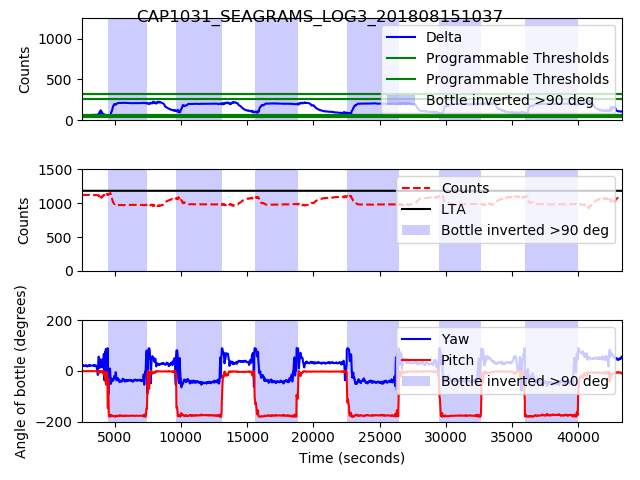 CAP1031_SEAGRAMS_LOG3_201808151037
1000
500
0
Counts
Delta
Programmable Thresholds
Programmable Thresholds
Bottle inverted >90 deg
1500
1000
500
0
Counts
Counts
LTA
Bottle inverted >90 deg
200
0
−200
Angle of bottle (degrees)
Yaw
Pitch
Bottle inverted >90 deg
5000 10000 15000 20000 25000 30000 35000 40000
Time (seconds)